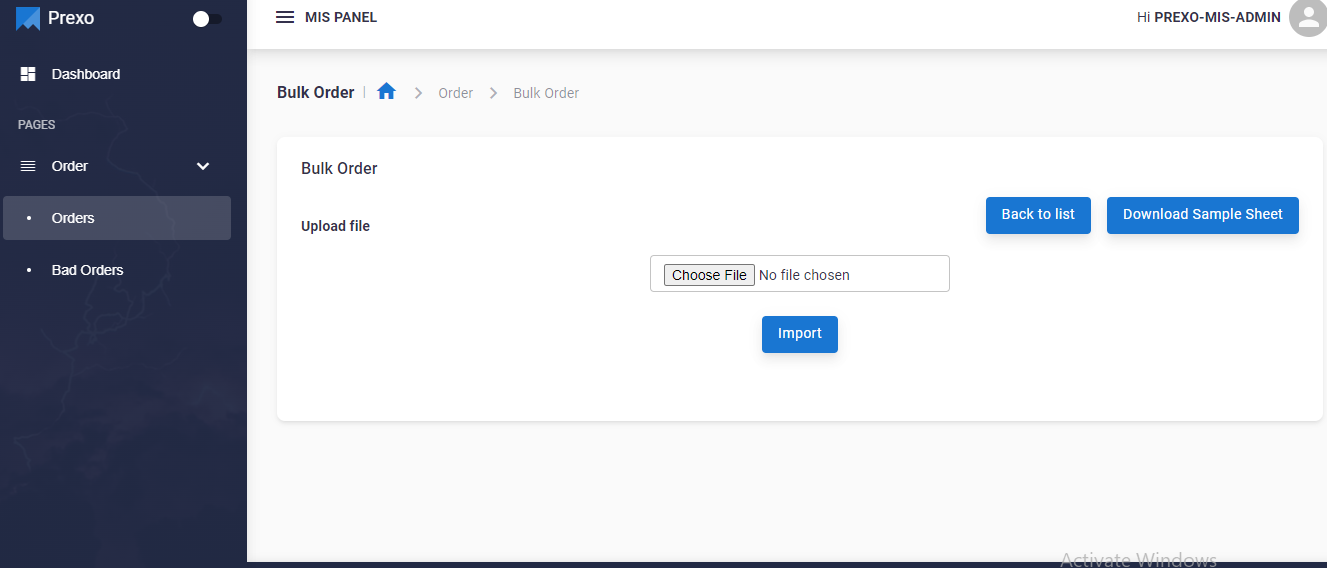 Prexo
MIS PANEL
Hi PREXO-MIS-ADMIN
Dashboard
PAGES
Order
Orders
Bad Orders
Bulk Order
Order
Bulk Order
Bulk Order
Back to list
Download Sample Sheet
Upload file
Choose File No file chosen
Import
Activate Windows